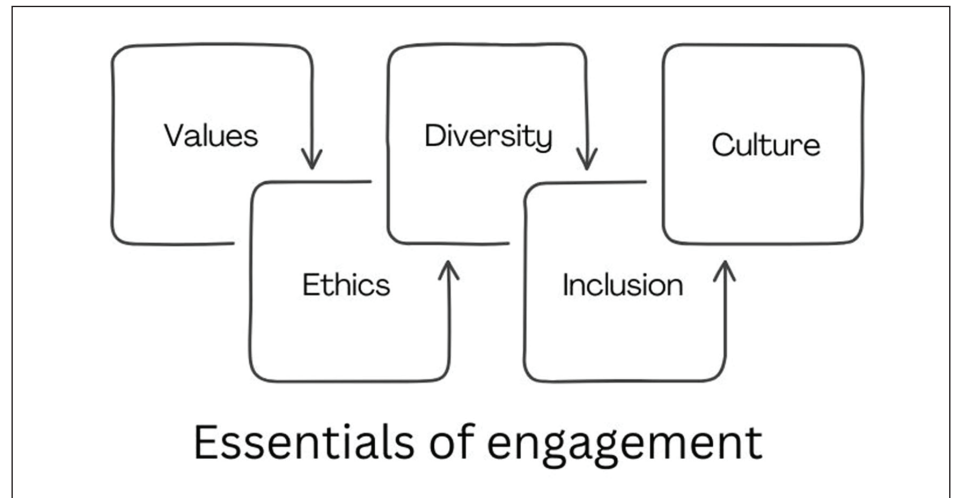 Values
Ethics
Diversity
Inclusion
Culture
Essentials of engagement